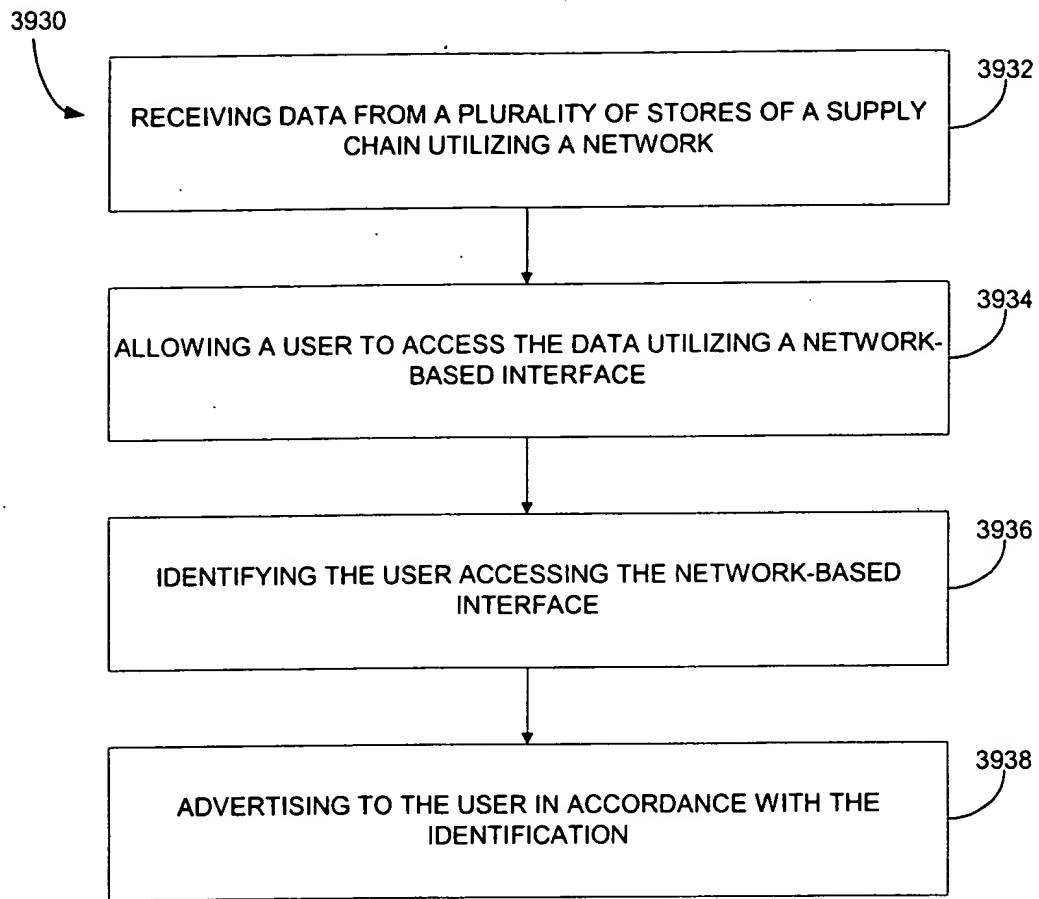 3930
3932
RECEIVING DATA FROM A PLURALITY OF STORES OF A SUPPLY
CHAIN UTILIZING A NETWORK
3934
ALLOWING A USER TO ACCESS THE DATA UTILIZING A NETWORK-
BASED INTERFACE
3936
IDENTIFYING THE USER ACCESSING THE NETWORK-BASED
INTERFACE
3938
ADVERTISING TO THE USER IN ACCORDANCE WITH THE
IDENTIFICATION